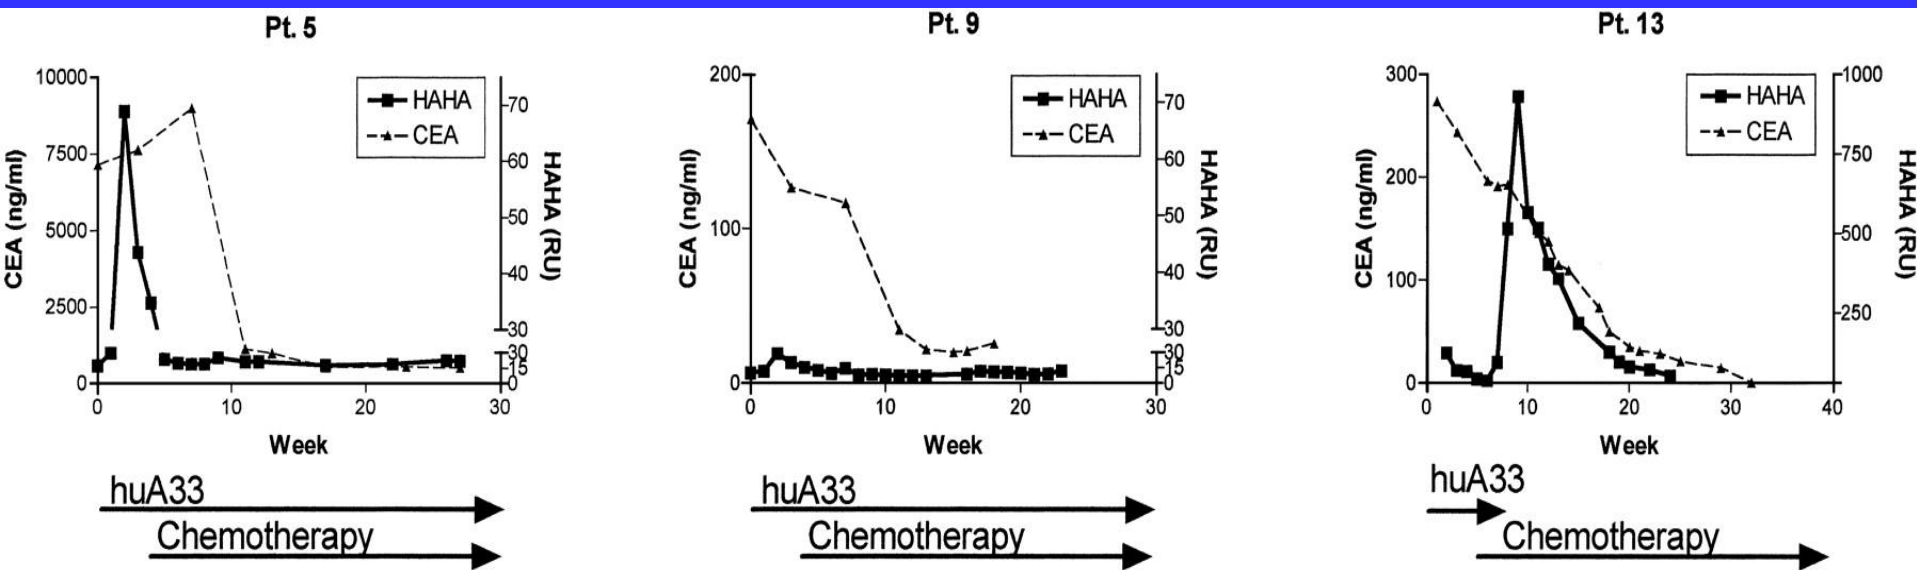 Pt. 5
10000
7500
5000
2500
0
CEA (ng/ml)
HAHA
CEA
70
60
50
40
30
30
15
0
HAHA (RU)
0 10 20 30
Week
huA33
Chemotherapy
Pt. 9
200
100
0
CEA (ng/ml)
HAHA
CEA
70
60
50
40
30
30
15
0
HAHA (RU)
0 10 20 30
Week
huA33
Chemotherapy
Pt. 13
300
200
100
0
CEA (ng/ml)
HAHA
CEA
1000
750
500
250
HAHA (RU)
0 10 20 30 40
Week
huA33
Chemotherapy